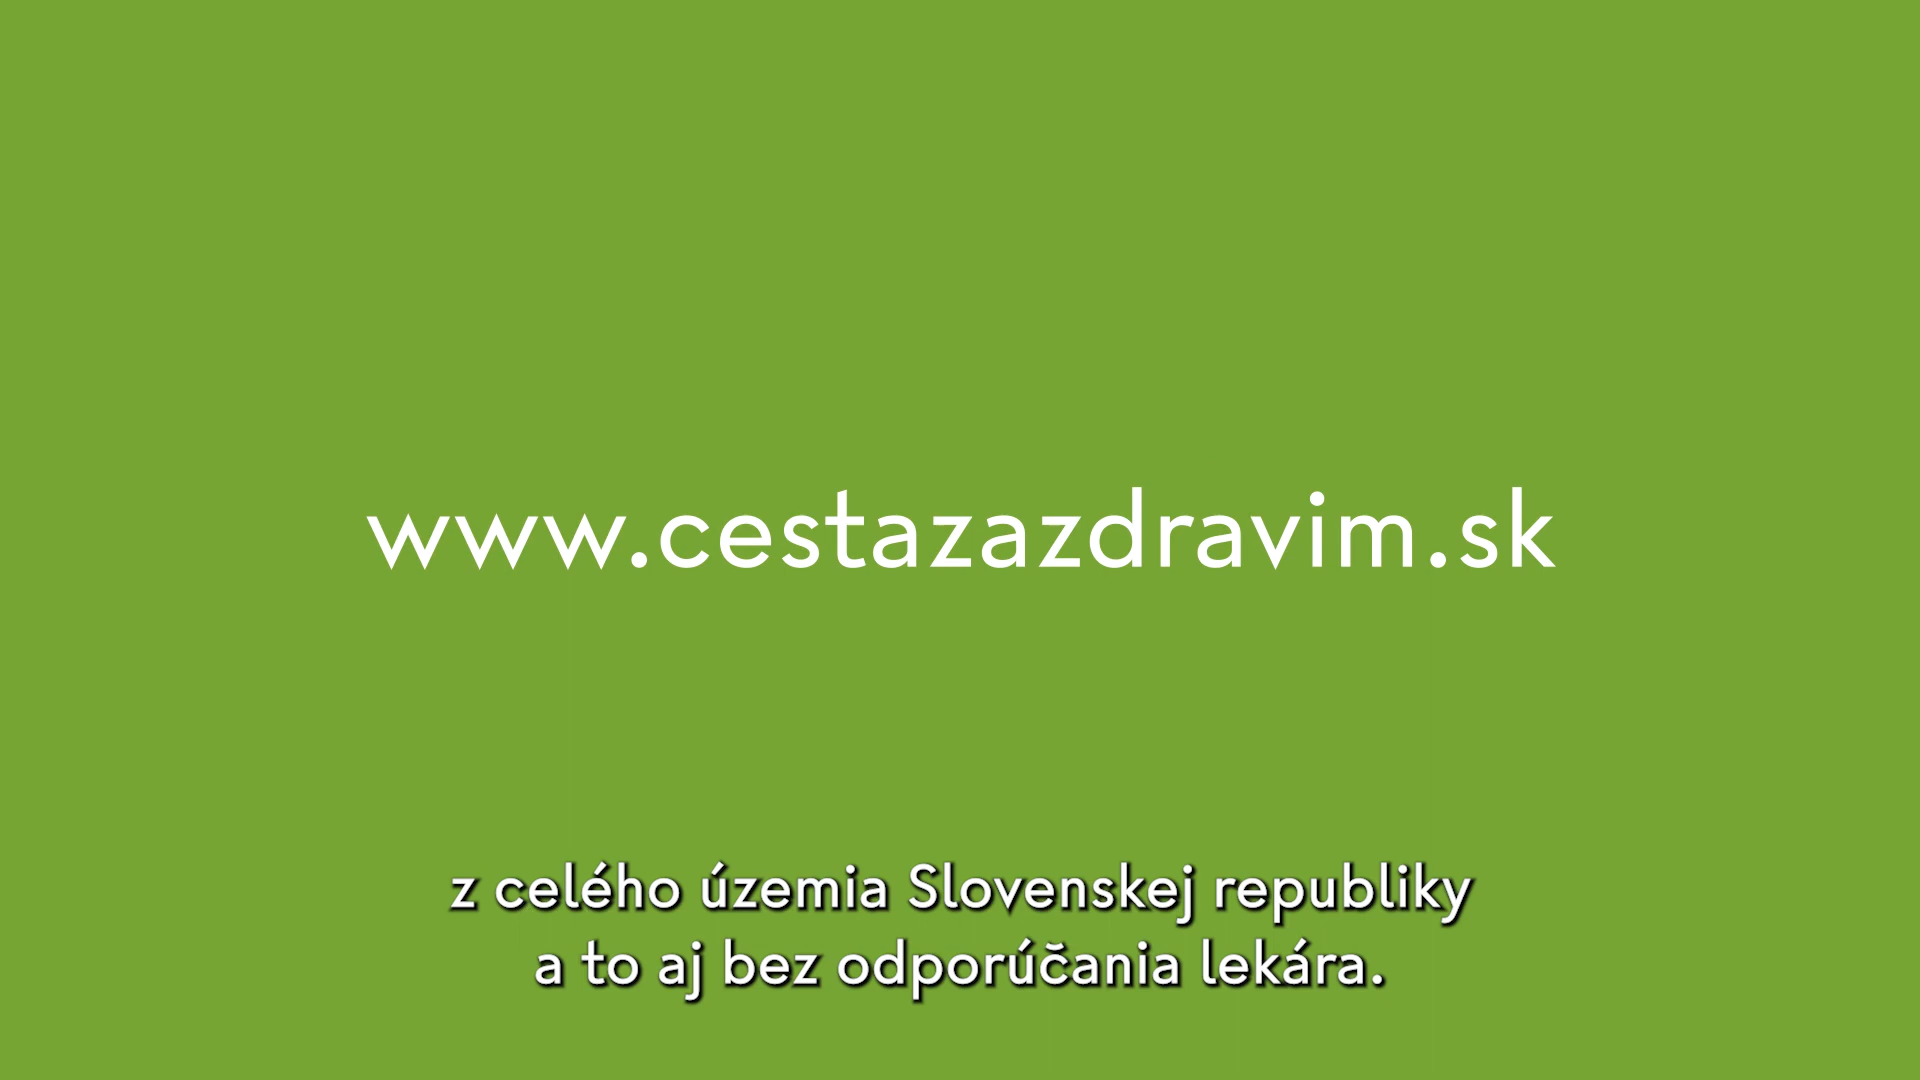 www.cestazazdravim.sk
z celého územia Slovenskej republiky
a to aj bez odporúčania lekára.